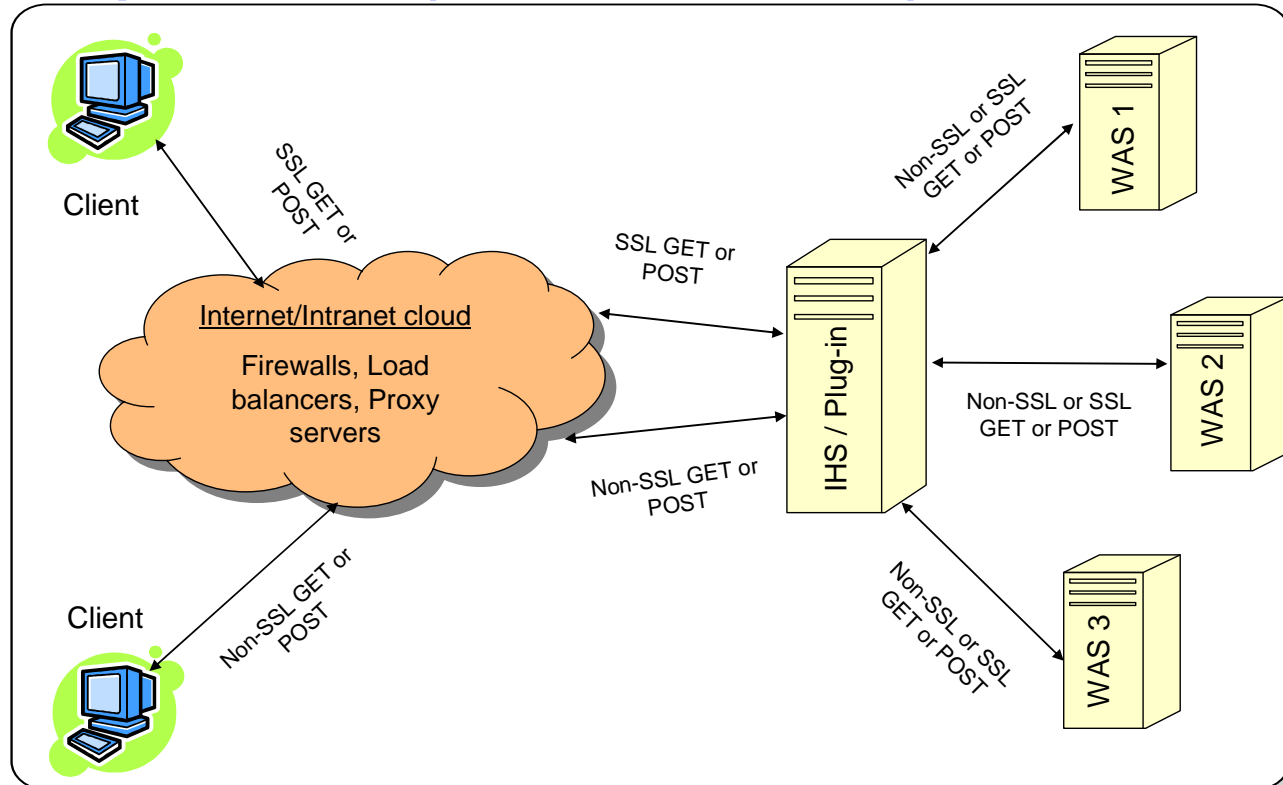 Client
SSL GET or
POST
Internet/Intranet cloud
Firewalls, Load
balancers, Proxy
servers
SSL GET or
POST
Non-SSL GET or
POST
Client
Non-SSL GET or
POST
IHS / Plug-in
Non-SSL or SSL
GET or POST
WAS 1
Non-SSL or SSL
GET or POST
WAS 2
Non-SSL or SSL
GET or POST
WAS 3